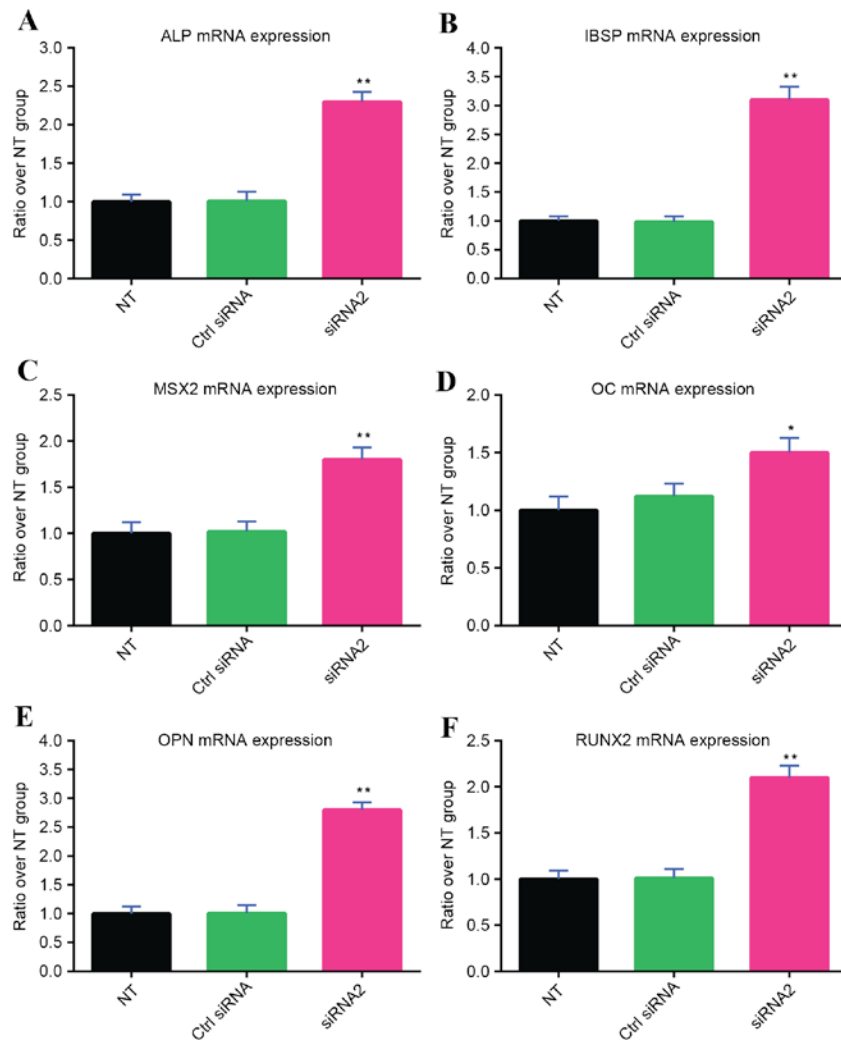 A
ALP mRNA expression
Ratio over NT group
3.0
2.5
2.0
1.5
1.0
0.5
0.0
**
NT
Ctrl siRNA
siRNA2
B
IBSP mRNA expression
Ratio over NT group
4.0
3.5
3.0
2.5
2.0
1.5
1.0
0.5
0.0
**
NT
Ctrl siRNA
siRNA2
C
MSX2 mRNA expression
Ratio over NT group
2.5
2.0
1.5
1.0
0.5
0.0
**
NT
Ctrl siRNA
siRNA2
D
OC mRNA expression
Ratio over NT group
2.0
1.5
1.0
0.5
0.0
*
NT
Ctrl siRNA
siRNA2
E
OPN mRNA expression
Ratio over NT group
4.0
3.5
3.0
2.5
2.0
1.5
1.0
0.5
0.0
**
NT
Ctrl siRNA
siRNA2
F
RUNX2 mRNA expression
Ratio over NT group
2.5
2.0
1.5
1.0
0.5
0.0
**
NT
Ctrl siRNA
siRNA2